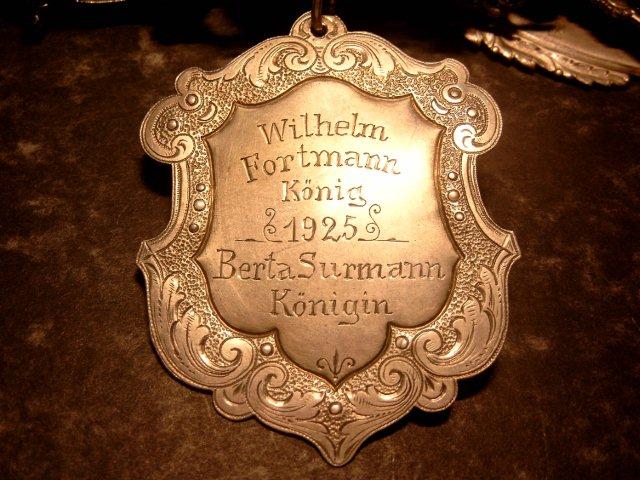 Wilhelm
Fortmann
König
1925
Berta Surmann
Königin